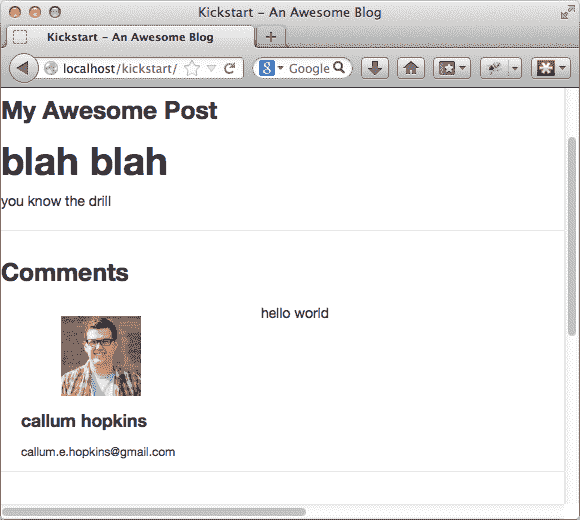 Kickstart – An Awesome Blog
Kickstart – An Awesome Blog
localhost/kickstart/
Google
My Awesome Post
blah blah
you know the drill
Comments
hello world
callum hopkins
callum.e.hopkins@gmail.com